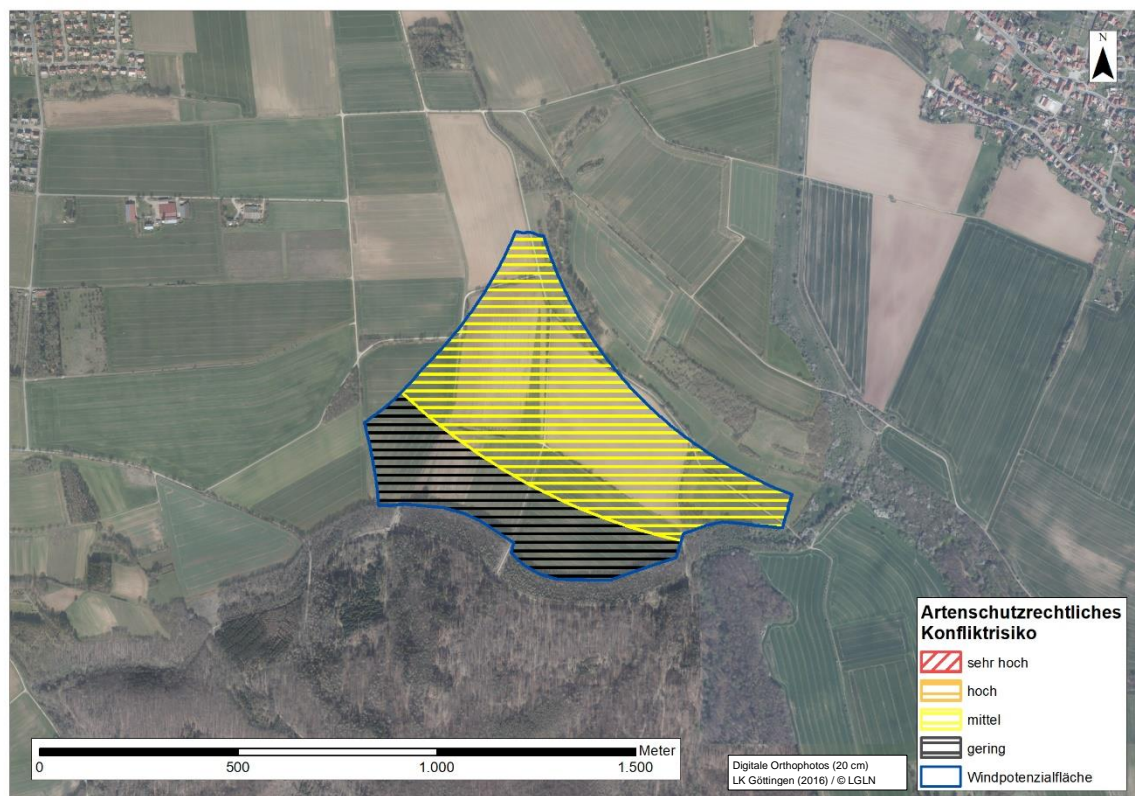 N
Artenschutzrechtliches
Konfliktrisiko
sehr hoch
hoch
mittel
gering
Windpotenzialfläche
Meter
0 500 1.000 1.500
Digitale Orthophotos (20 cm)
LK Göttingen (2016) / © LGLN